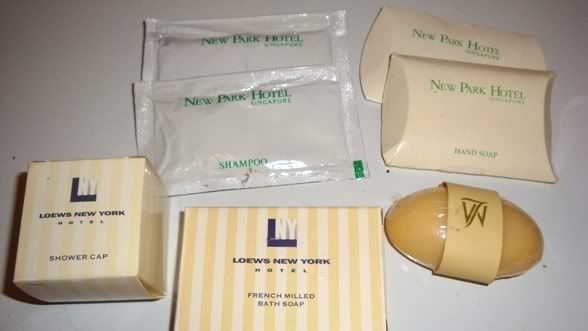 NEW PARK HOTEL
SINGAPORE
NEW PARK HOTEL
SINGAPORE
NEW PARK HOTEL
SINGAPORE
SHAMPOO
NEW PARK HOTEL
SINGAPORE
HAND SOAP
LNY
LOEWS NEW YORK
HOTEL
SHOWER CAP
LNY
LOEWS NEW YORK
HOTEL
FRENCH MILLED
BATH SOAP